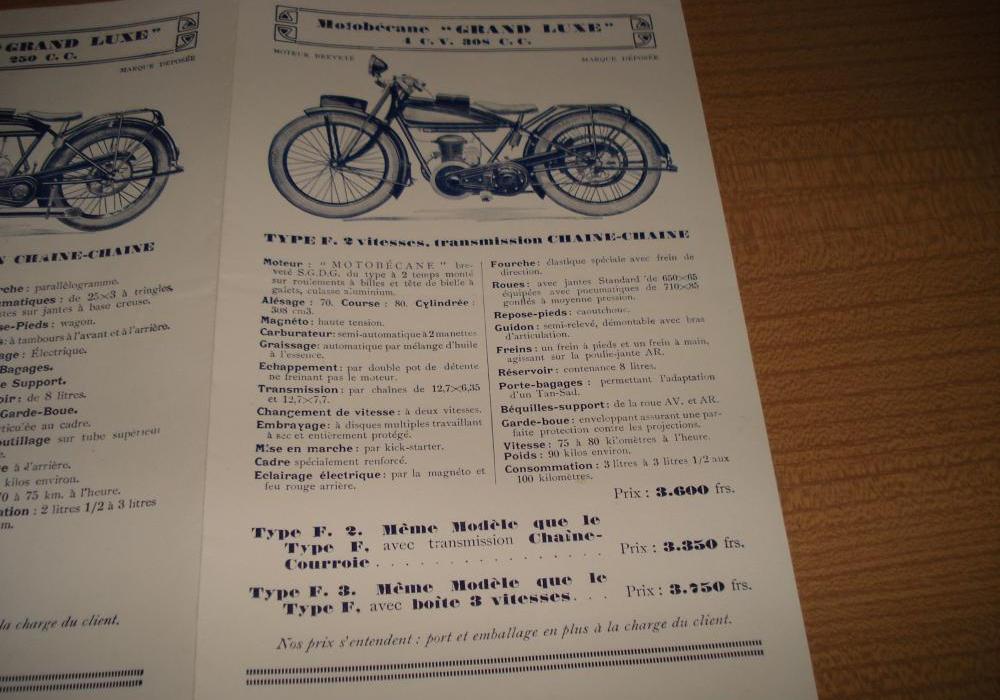 "GRAND LUXE"
250 C. C.
MARQUE DÉPOSÉE
CHAINE-CHAINE
parallélogramme.
de 25×3 à tringles,
sur jantes à base creuse.
wagon.
à tambours à l'avant et à l'arrière.
Électrique.
Bagages.
Support.
de 8 litres.
Garde-Boue.
au cadre.
outillage sur tube supérieur
à l'arrière.
kilos environ.
à 75 km. à l'heure.
2 litres 1/2 à 3 litres
la charge du client.
Motobécane "GRAND LUXE"
4 C. V. 308 C. C.
MOTEUR BREVETÉ
MARQUE DÉPOSÉE
TYPE F. 2 vitesses, transmission CHAINE-CHAINE
Moteur : "MOTOBÉCANE" bre-
veté S.G.D.G. du type à 2 temps monté
sur roulements à billes et tête de bielle à
galets, culasse aluminium.
Alésage : 70. Course : 80. Cylindrée :
308 cm3.
Magnéto: haute tension.
Carburateur: semi-automatique à 2 manettes
Graissage: automatique par mélange d'huile
à l'essence.
Echappement: par double pot de détente
ne freinant pas le moteur.
Transmission : par chaînes de 12,7×6,35
et 12,7×7,7.
Changement de vitesse : à deux vitesses.
Embrayage : à disques multiples travaillant
à sec et entièrement protégé.
Mise en marche : par kick-starter.
Cadre spécialement renforcé.
Eclairage électrique : par la magnéto et
feu rouge arrière.
Fourche: élastique spéciale avec frein de
direction.
Roues: avec jantes Standard de 650×65
équipées avec pneumatiques de 710×85
gonflés à moyenne pression.
Repose-pieds: caoutchouc.
Guidon: semi-relevé, démontable avec bras
d'articulation.
Freins: un frein à pieds et un frein à main,
agissant sur la poulie-jante AR.
Réservoir: contenance 8 litres.
Porte-bagages : permettant l'adaptation
d'un Tan-Sad.
Béquilles-support: de la roue AV. et AR.
Garde-boue: enveloppant assurant une par-
faite protection contre les projections.
Vitesse: 75 à 80 kilomètres à l'heure.
Poids: 90 kilos environ.
Consommation: 3 litres à 3 litres 1/2 aux
100 kilomètres.
Prix : 3.600 frs.
Type F. 2. Même Modèle que le
Type F, avec transmission Chaîne-
Courroie . . . . . . . . . . . . Prix : 3.350 frs.
Type F. 3. Même Modèle que le
Type F, avec boîte 3 vitesses. . . Prix : 3.750 frs.
Nos prix s'entendent : port et emballage en plus à la charge du client.